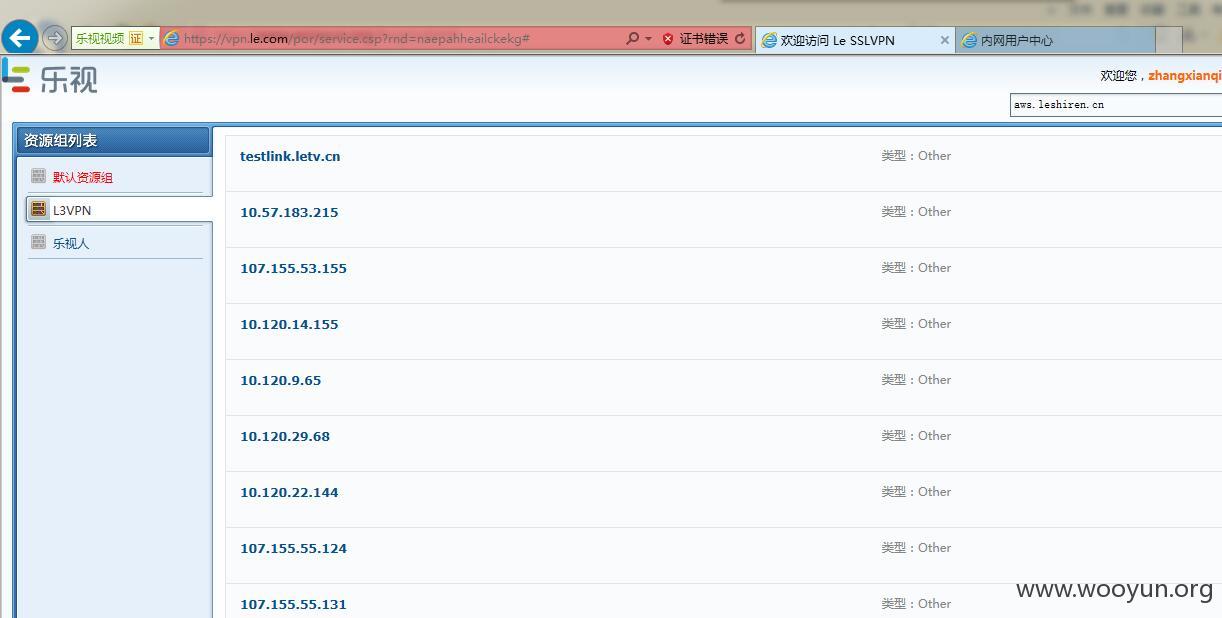 乐视视频 证
https://vpn.le.com/por/service.csp?rnd=naepahheailckekg#
证书错误
欢迎访问 Le SSLVPN
内网用户中心
乐视
欢迎您，zhangxianqi
aws.leshiren.cn
资源组列表
默认资源组
L3VPN
乐视人
testlink.letv.cn 类型：Other
10.57.183.215 类型：Other
107.155.53.155 类型：Other
10.120.14.155 类型：Other
10.120.9.65 类型：Other
10.120.29.68 类型：Other
10.120.22.144 类型：Other
107.155.55.124 类型：Other
107.155.55.131 类型：Other
www.wooyun.org